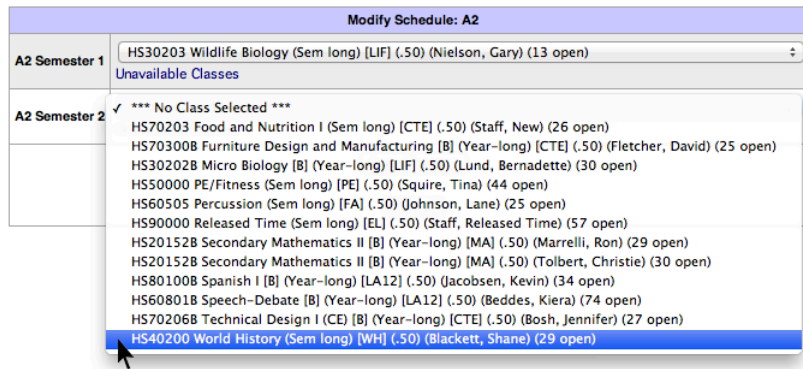 Modify Schedule: A2
A2 Semester 1
HS30203 Wildlife Biology (Sem long) [LIF] (.50) (Nielson, Gary) (13 open)
Unavailable Classes
A2 Semester 2
✓ *** No Class Selected ***
HS70203 Food and Nutrition I (Sem long) [CTE] (.50) (Staff, New) (26 open)
HS70300B Furniture Design and Manufacturing [B] (Year-long) [CTE] (.50) (Fletcher, David) (25 open)
HS30202B Micro Biology [B] (Year-long) [LIF] (.50) (Lund, Bernadette) (30 open)
HS50000 PE/Fitness (Sem long) [PE] (.50) (Squire, Tina) (44 open)
HS60505 Percussion (Sem long) [FA] (.50) (Johnson, Lane) (25 open)
HS90000 Released Time (Sem long) [EL] (.50) (Staff, Released Time) (57 open)
HS20152B Secondary Mathematics II [B] (Year-long) [MA] (.50) (Marrelli, Ron) (29 open)
HS20152B Secondary Mathematics II [B] (Year-long) [MA] (.50) (Tolbert, Christie) (30 open)
HS80100B Spanish I [B] (Year-long) [LA12] (.50) (Jacobsen, Kevin) (34 open)
HS60801B Speech-Debate [B] (Year-long) [LA12] (.50) (Beddes, Kiera) (74 open)
HS70206B Technical Design I (CE) [B] (Year-long) [CTE] (.50) (Bosh, Jennifer) (27 open)
HS40200 World History (Sem long) [WH] (.50) (Blackett, Shane) (29 open)